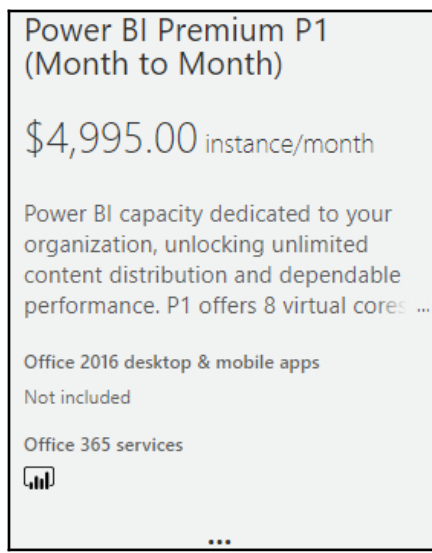 Power BI Premium P1
(Month to Month)
$4,995.00 instance/month
Power BI capacity dedicated to your
organization, unlocking unlimited
content distribution and dependable
performance. P1 offers 8 virtual cores ...
Office 2016 desktop & mobile apps
Not included
Office 365 services
...